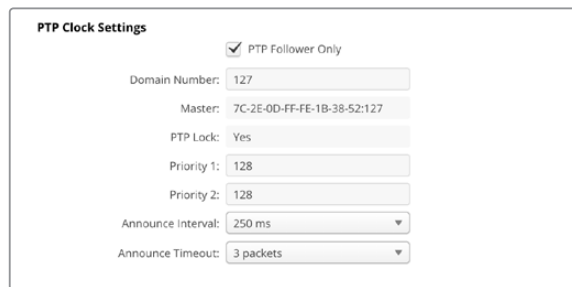 PTP Clock Settings
PTP Follower Only
Domain Number: 127
Master: 7C-2E-0D-FF-FE-1B-38-52:127
PTP Lock: Yes
Priority 1: 128
Priority 2: 128
Announce Interval: 250 ms
Announce Timeout: 3 packets